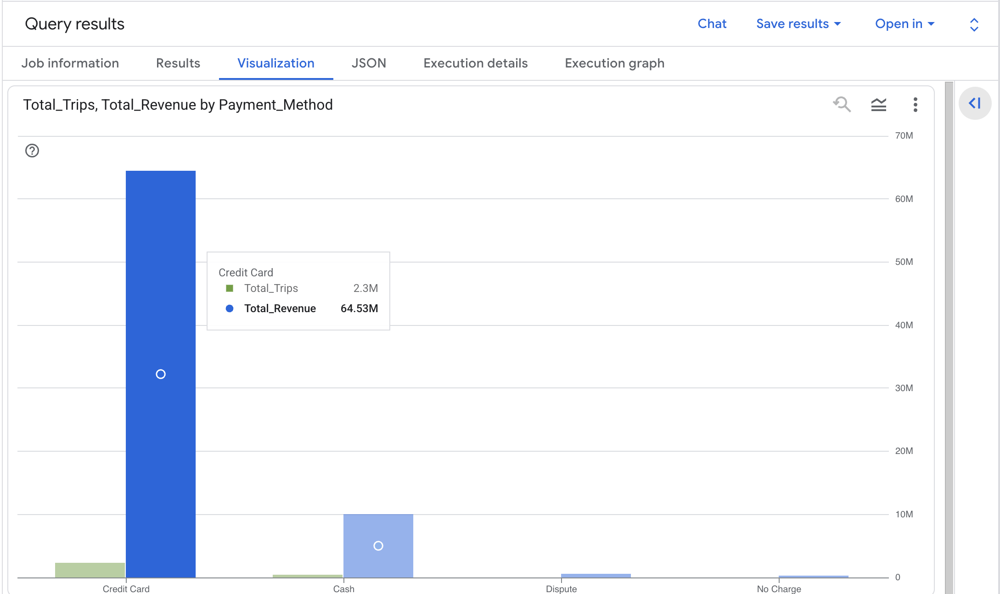 Query results
Chat
Save results
Open in
Job information
Results
Visualization
JSON
Execution details
Execution graph
Total_Trips, Total_Revenue by Payment_Method
70M
60M
50M
Credit Card
Total_Trips 2.3M
Total_Revenue 64.53M
40M
30M
20M
10M
0
Credit Card
Cash
Dispute
No Charge